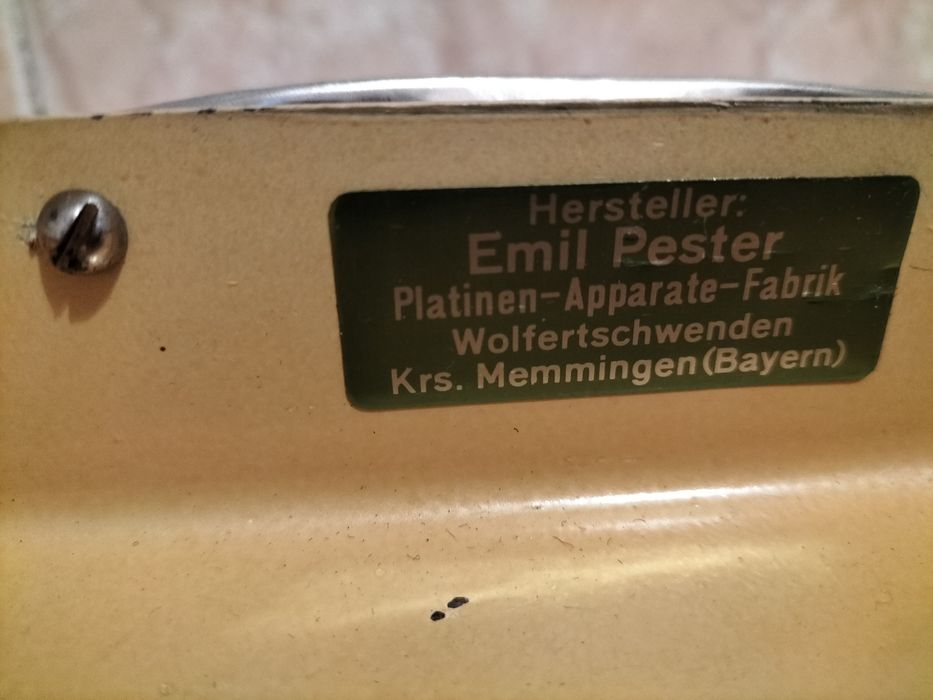 Hersteller:
Emil Pester
Platinen-Apparate-Fabrik
Wolfertschwenden
Krs. Memmingen (Bayern)